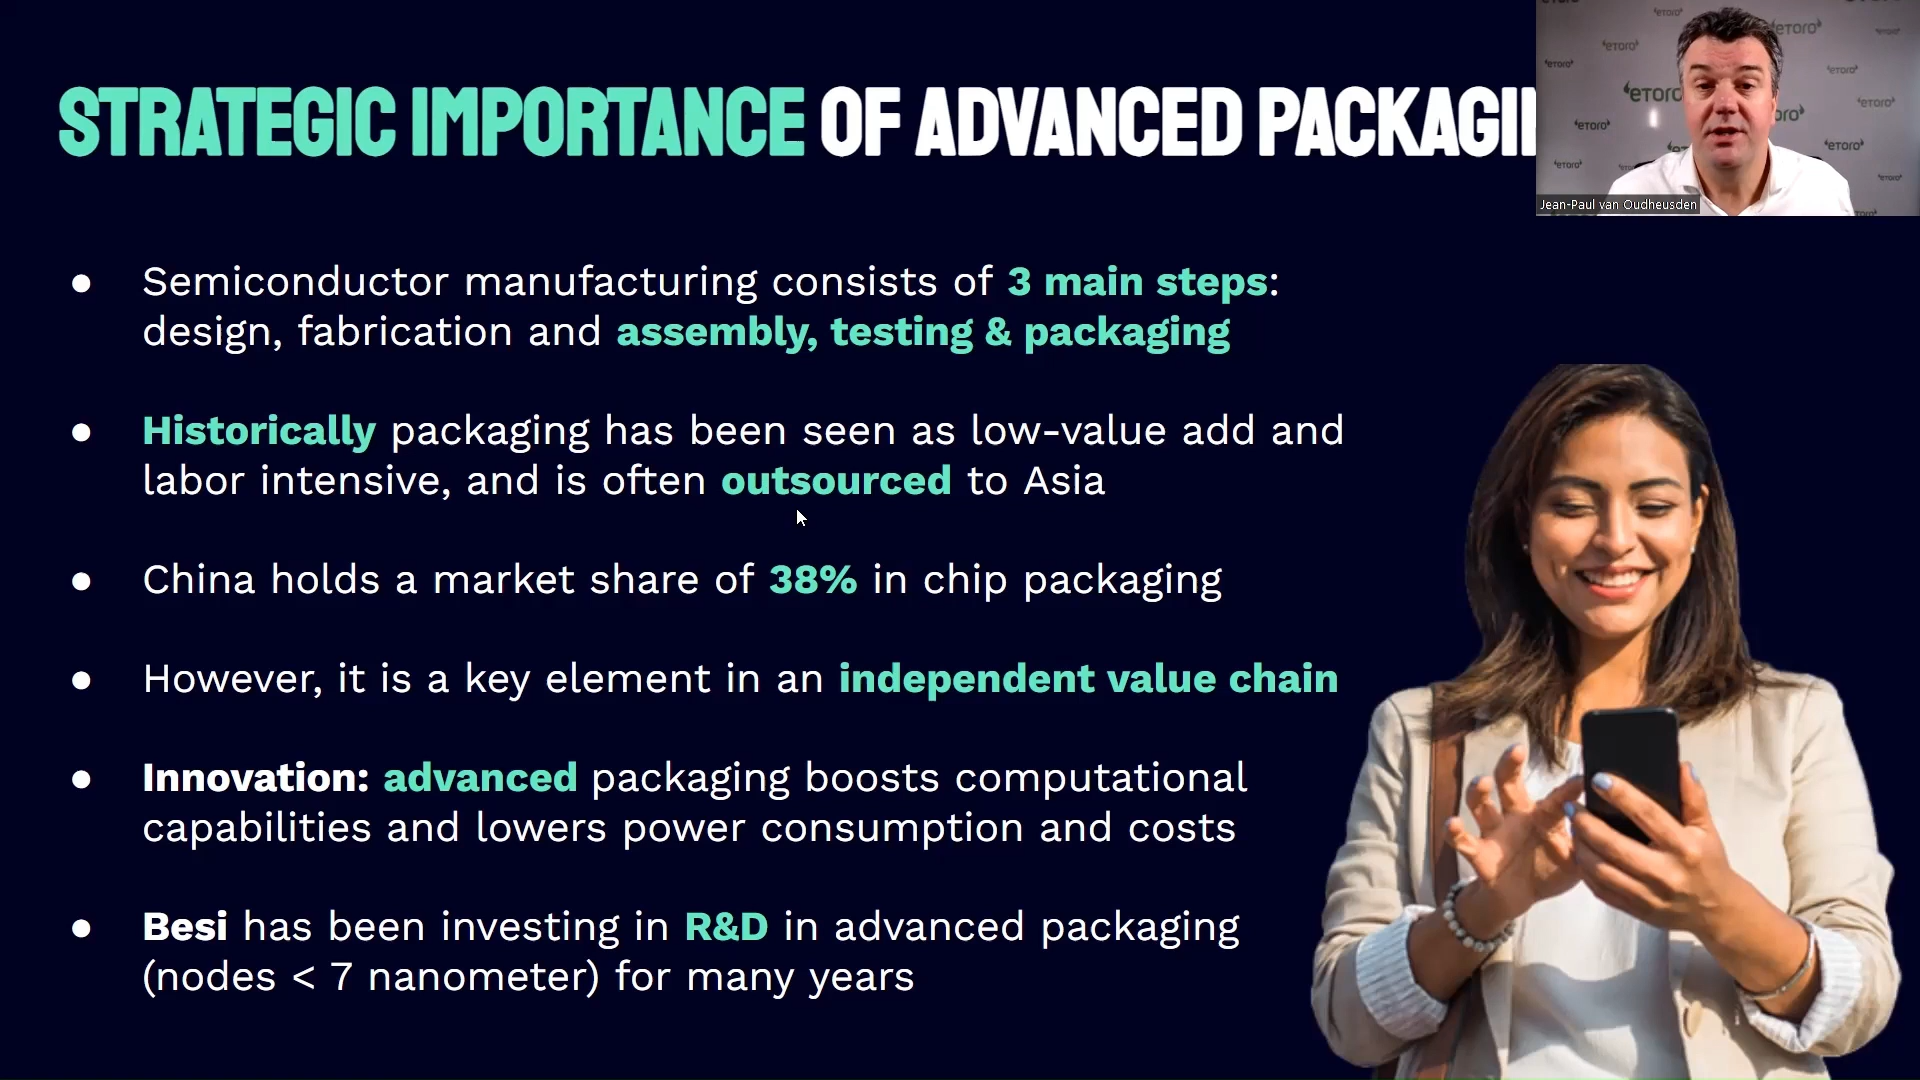 STRATEGIC IMPORTANCE OF ADVANCED PACKAGIN
Jean-Paul van Oudheusden
eToro
● Semiconductor manufacturing consists of 3 main steps:
design, fabrication and assembly, testing & packaging
● Historically packaging has been seen as low-value add and
labor intensive, and is often outsourced to Asia
● China holds a market share of 38% in chip packaging
● However, it is a key element in an independent value chain
● Innovation: advanced packaging boosts computational
capabilities and lowers power consumption and costs
● Besi has been investing in R&D in advanced packaging
(nodes < 7 nanometer) for many years